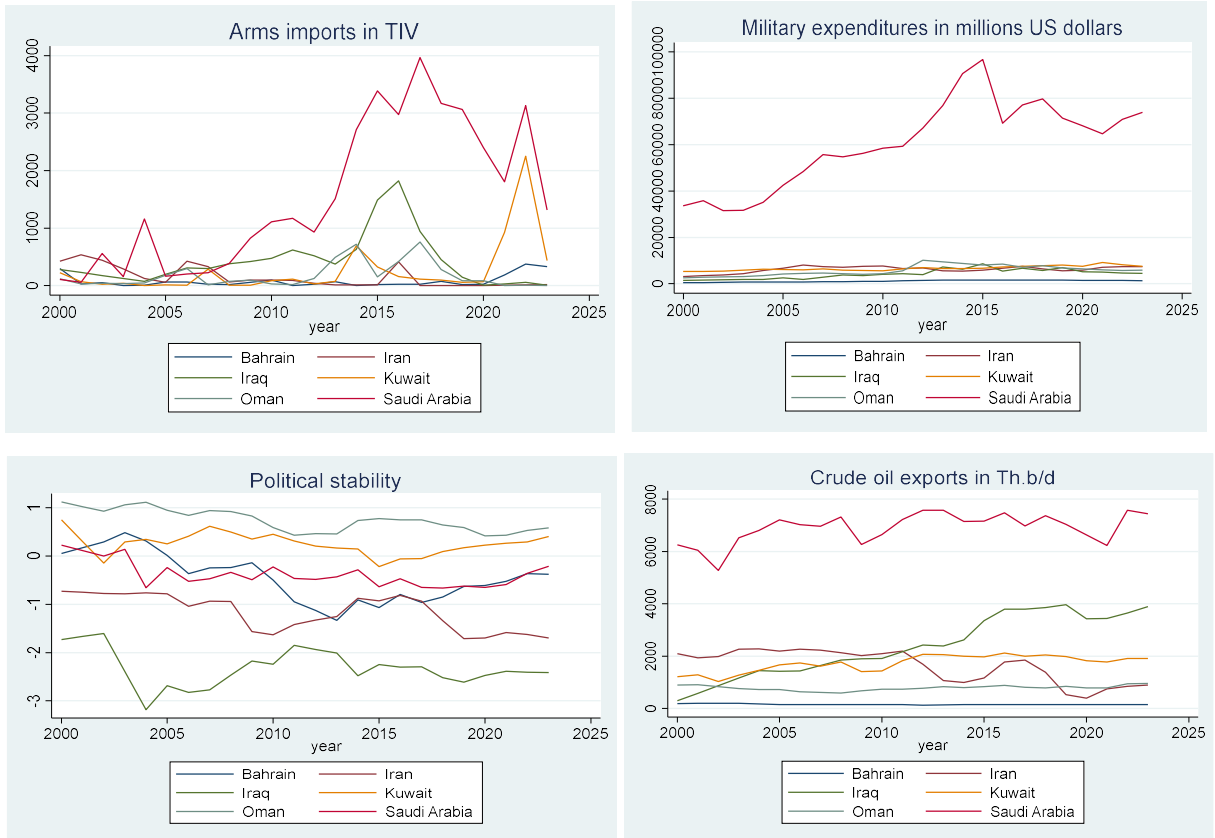 Arms imports in TIV
4000
3000
2000
1000
0
2000 2005 2010 2015 2020 2025
year
Bahrain Iran
Iraq Kuwait
Oman Saudi Arabia
Military expenditures in millions US dollars
100000
80000
60000
40000
20000
0
2000 2005 2010 2015 2020 2025
year
Bahrain Iran
Iraq Kuwait
Oman Saudi Arabia
Political stability
1
0
-1
-2
-3
2000 2005 2010 2015 2020 2025
year
Bahrain Iran
Iraq Kuwait
Oman Saudi Arabia
Crude oil exports in Th.b/d
8000
6000
4000
2000
0
2000 2005 2010 2015 2020 2025
year
Bahrain Iran
Iraq Kuwait
Oman Saudi Arabia